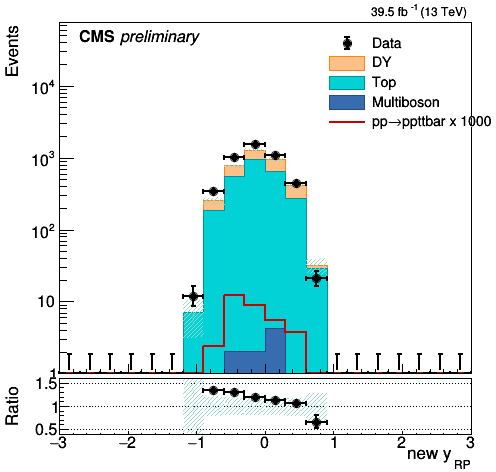 39.5 fb⁻¹ (13 TeV)
Events
CMS preliminary
Data
DY
Top
Multiboson
pp→ppttbar x 1000
10⁴
10³
10²
10
1
Ratio
1.5
1
0.5
−3 −2 −1 0 1 2 3
new y_RP